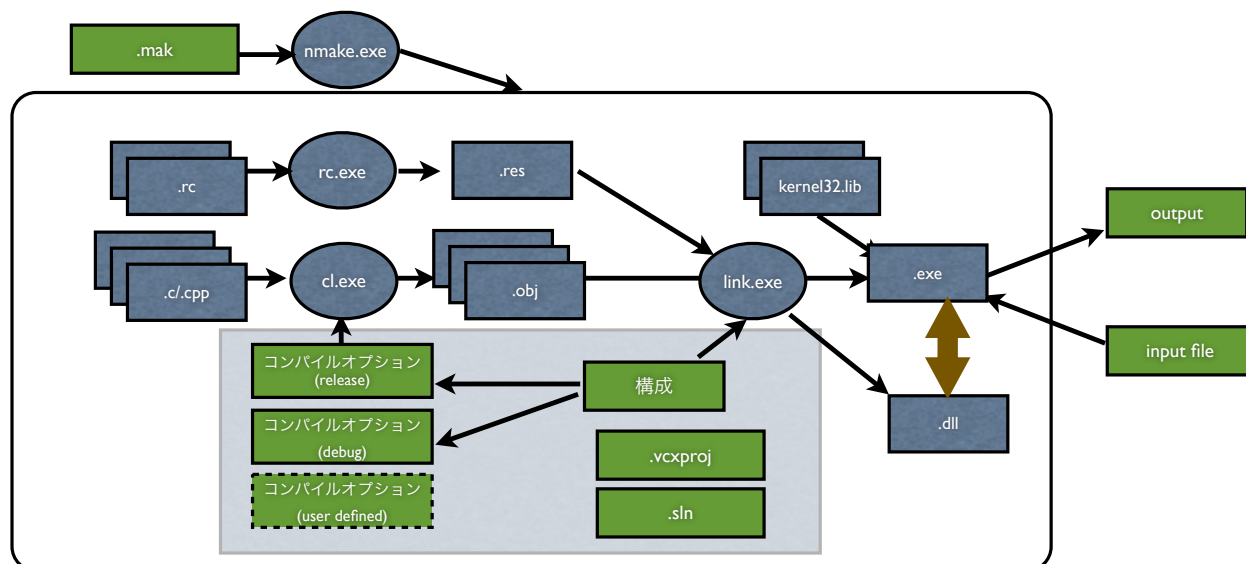 .mak
nmake.exe
.rc
rc.exe
.res
kernel32.lib
output
.c/.cpp
cl.exe
.obj
link.exe
.exe
input file
コンパイルオプション
(release)
構成
コンパイルオプション
(debug)
.dll
.vcxproj
コンパイルオプション
(user defined)
.sln